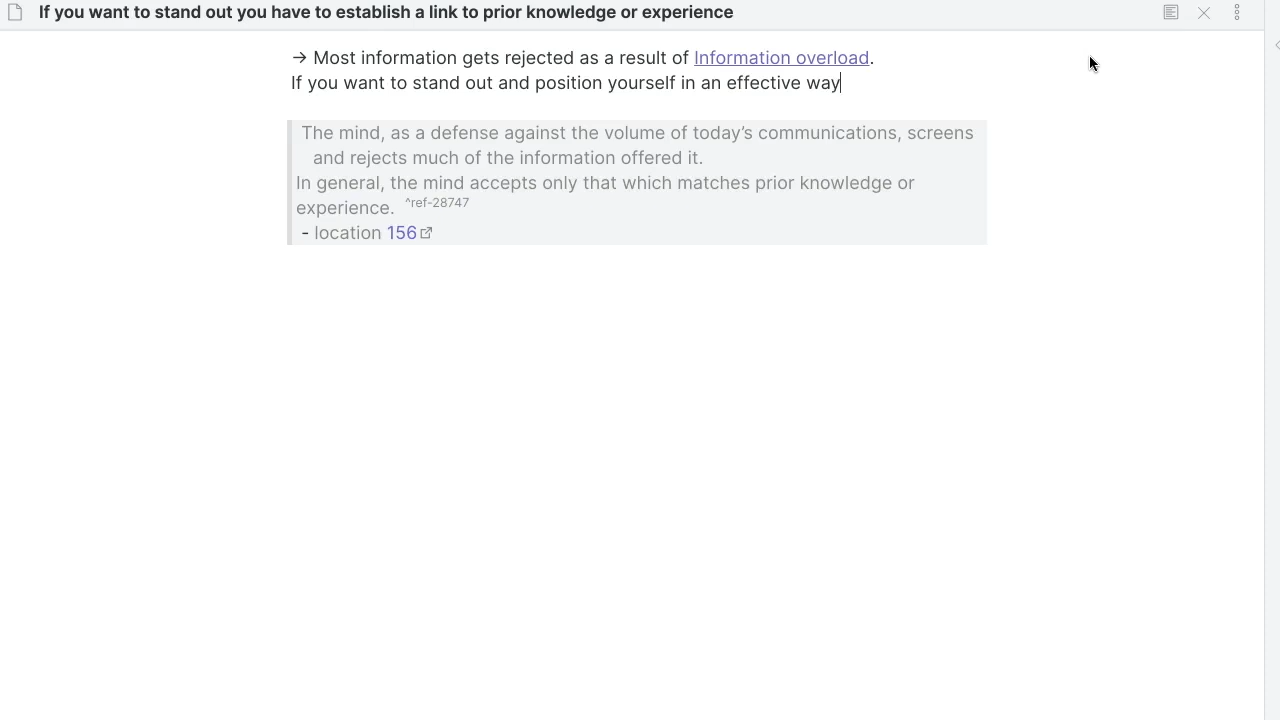 If you want to stand out you have to establish a link to prior knowledge or experience
→ Most information gets rejected as a result of Information overload.
If you want to stand out and position yourself in an effective way
The mind, as a defense against the volume of today’s communications, screens
and rejects much of the information offered it.
In general, the mind accepts only that which matches prior knowledge or
experience. ^ref-28747
- location 156